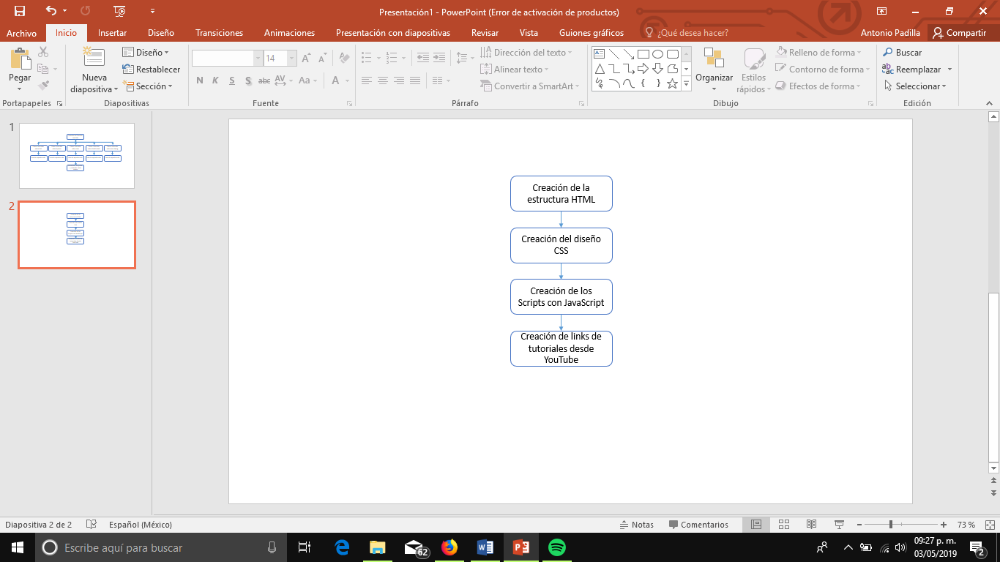 Presentación1 - PowerPoint (Error de activación de productos)
Archivo Inicio Insertar Diseño Transiciones Animaciones Presentación con diapositivas Revisar Vista Guiones gráficos ¿Qué desea hacer? Antonio Padilla Compartir
Pegar
Portapapeles
Nueva
diapositiva
Diseño
Restablecer
Sección
Diapositivas
14
N K S S abc AV Aa A
Fuente
Dirección del texto
Alinear texto
Convertir a SmartArt
Párrafo
Organizar
Estilos
rápidos
Relleno de forma
Contorno de forma
Efectos de forma
Dibujo
Buscar
Reemplazar
Seleccionar
Edición
1
2
Creación de la
estructura HTML
Creación del diseño
CSS
Creación de los
Scripts con JavaScript
Creación de links de
tutoriales desde
YouTube
Diapositiva 2 de 2 Español (México) Notas Comentarios 73 %
Escribe aquí para buscar
62
09:27 p. m.
03/05/2019
2